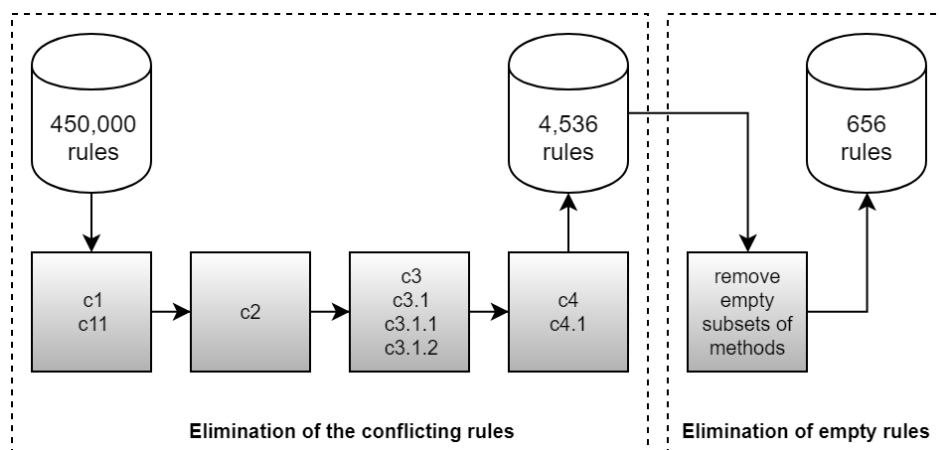 450,000
rules
4,536
rules
656
rules
c1
c11
c2
c3
c3.1
c3.1.1
c3.1.2
c4
c4.1
remove
empty
subsets of
methods
Elimination of the conflicting rules
Elimination of empty rules